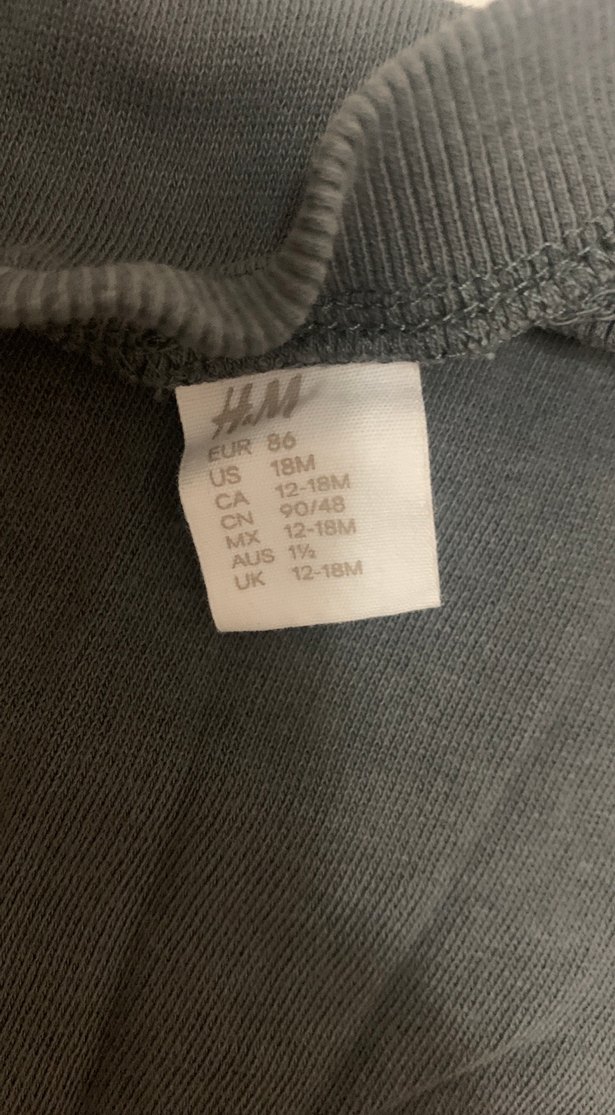 H&M
EUR 86
US 18M
CA 12-18M
CN 90/48
MX 12-18M
AUS 1½
UK 12-18M